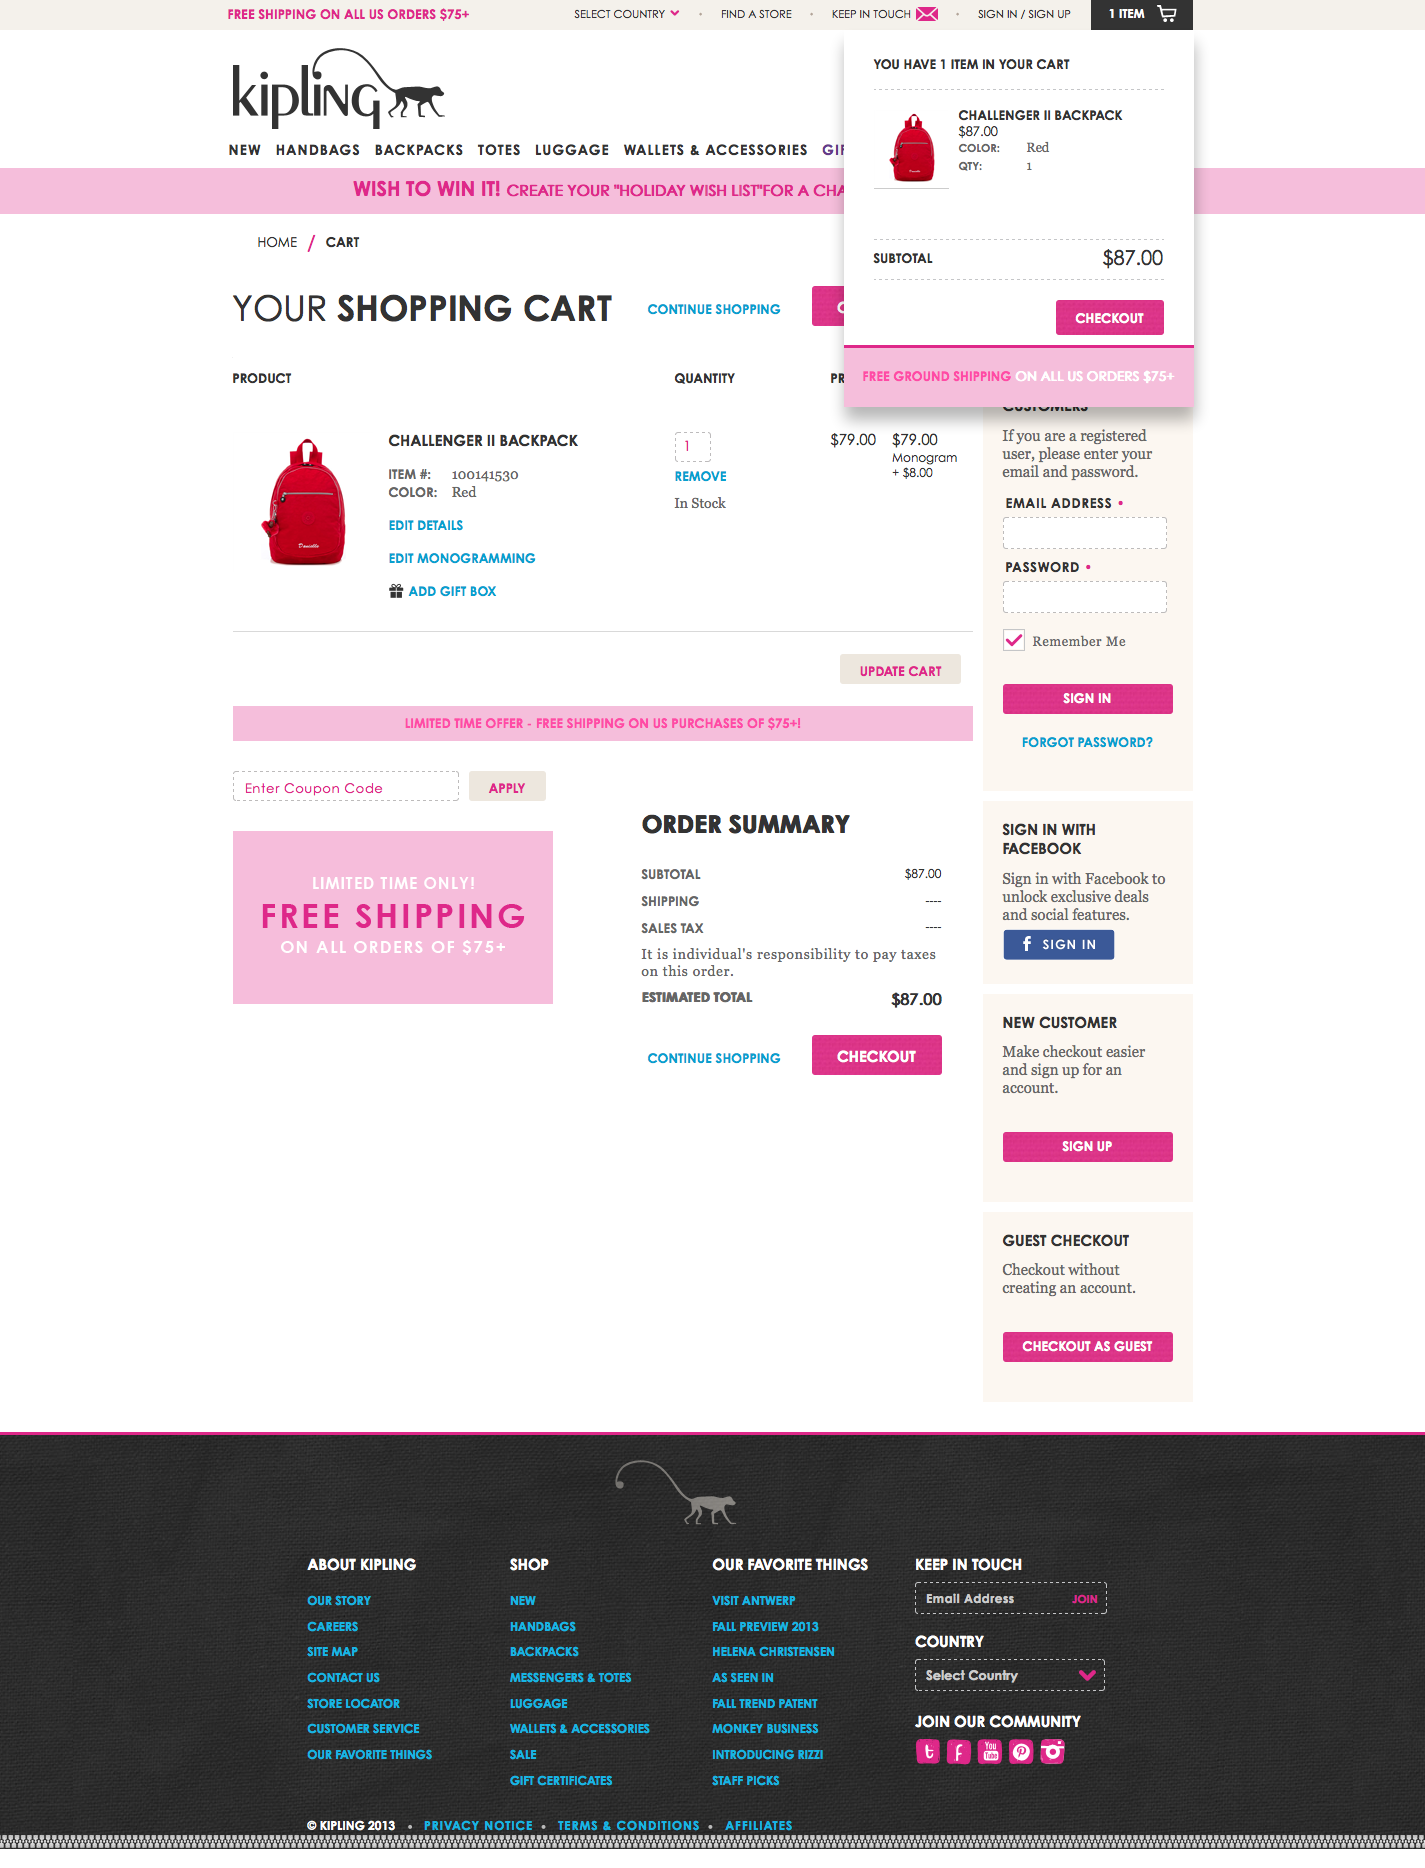 FREE SHIPPING ON ALL US ORDERS $75+
SELECT COUNTRY • FIND A STORE • KEEP IN TOUCH • SIGN IN / SIGN UP
1 ITEM
kipling
NEW HANDBAGS BACKPACKS TOTES LUGGAGE WALLETS & ACCESSORIES
WISH TO WIN IT! CREATE YOUR "HOLIDAY WISH LIST"FOR A
YOU HAVE 1 ITEM IN YOUR CART
CHALLENGER II BACKPACK
$87.00
COLOR: Red
QTY: 1
SUBTOTAL $87.00
CHECKOUT
FREE GROUND SHIPPING ON ALL US ORDERS $75+
HOME / CART
YOUR SHOPPING CART
CONTINUE SHOPPING
PRODUCT QUANTITY
CHALLENGER II BACKPACK
ITEM #: 100141530
COLOR: Red
EDIT DETAILS
EDIT MONOGRAMMING
ADD GIFT BOX
1
REMOVE
In Stock
$79.00 $79.00
Monogram
+ $8.00
Danielle
UPDATE CART
LIMITED TIME OFFER - FREE SHIPPING ON US PURCHASES OF $75+!
Enter Coupon Code
APPLY
LIMITED TIME ONLY!
FREE SHIPPING
ON ALL ORDERS OF $75+
ORDER SUMMARY
SUBTOTAL $87.00
SHIPPING ----
SALES TAX ----
It is individual's responsibility to pay taxes
on this order.
ESTIMATED TOTAL $87.00
CONTINUE SHOPPING
CHECKOUT
CUSTOMERS
If you are a registered
user, please enter your
email and password.
EMAIL ADDRESS •
PASSWORD •
Remember Me
SIGN IN
FORGOT PASSWORD?
SIGN IN WITH
FACEBOOK
Sign in with Facebook to
unlock exclusive deals
and social features.
f SIGN IN
NEW CUSTOMER
Make checkout easier
and sign up for an
account.
SIGN UP
GUEST CHECKOUT
Checkout without
creating an account.
CHECKOUT AS GUEST
ABOUT KIPLING
OUR STORY
CAREERS
SITE MAP
CONTACT US
STORE LOCATOR
CUSTOMER SERVICE
OUR FAVORITE THINGS
SHOP
NEW
HANDBAGS
BACKPACKS
MESSENGERS & TOTES
LUGGAGE
WALLETS & ACCESSORIES
SALE
GIFT CERTIFICATES
OUR FAVORITE THINGS
VISIT ANTWERP
FALL PREVIEW 2013
HELENA CHRISTENSEN
AS SEEN IN
FALL TREND PATENT
MONKEY BUSINESS
INTRODUCING RIZZI
STAFF PICKS
KEEP IN TOUCH
Email Address JOIN
COUNTRY
Select Country
JOIN OUR COMMUNITY
t f You Tube P
© KIPLING 2013 • PRIVACY NOTICE • TERMS & CONDITIONS • AFFILIATES